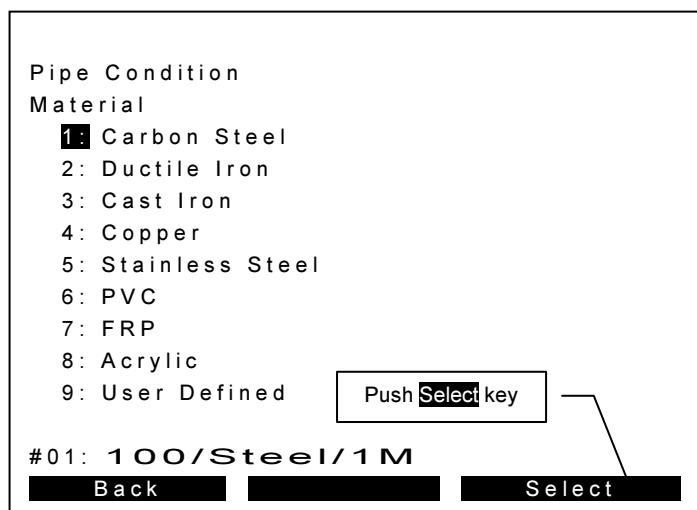 Pipe Condition
Material
1: Carbon Steel
2: Ductile Iron
3: Cast Iron
4: Copper
5: Stainless Steel
6: PVC
7: FRP
8: Acrylic
9: User Defined
Push Select key
#01: 100/Steel/1M
Back Select